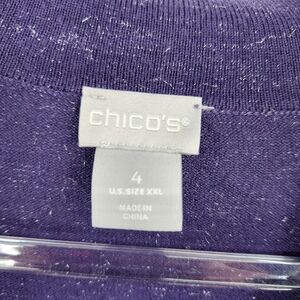 chico's®
4
U.S. SIZE XXL
MADE IN
CHINA